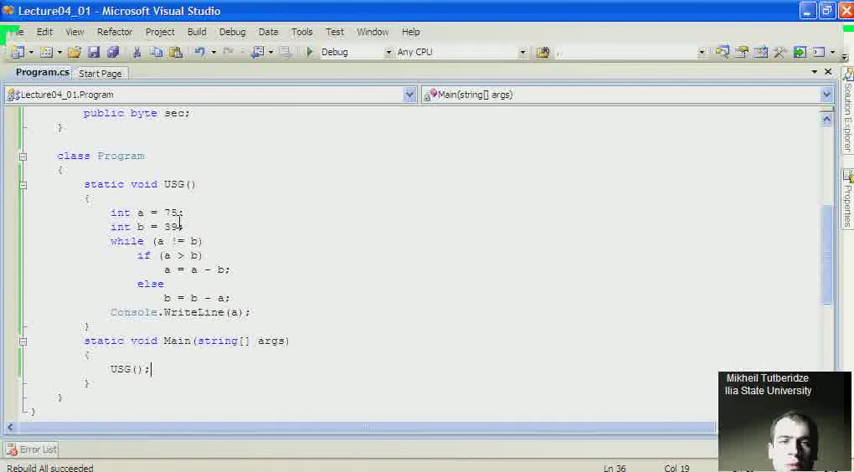 Lecture04_01 - Microsoft Visual Studio
Edit View Refactor Project Build Debug Data Tools Test Window Help
Debug Any CPU
Program.cs Start Page
Lecture04_01.Program Main(string[] args)
public byte sec;
}
class Program
{
static void USG()
{
int a = 75;
int b = 39;
while (a != b)
if (a > b)
a = a - b;
else
b = b - a;
Console.WriteLine(a);
}
static void Main(string[] args)
{
USG();
}
}
}
Solution Explorer
Mikheil Tutberidze
Ilia State University
Error List
Rebuild All succeeded Ln 36 Col 19